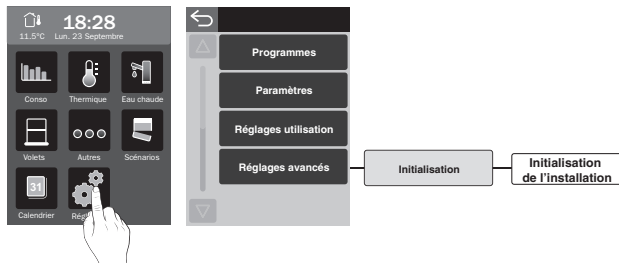 18:28
11.5°C Lun. 23 Septembre
Conso Thermique Eau chaude
Volets Autres Scénarios
31
Calendrier
Programmes
Paramètres
Réglages utilisation
Réglages avancés
Initialisation
Initialisation
de l'installation